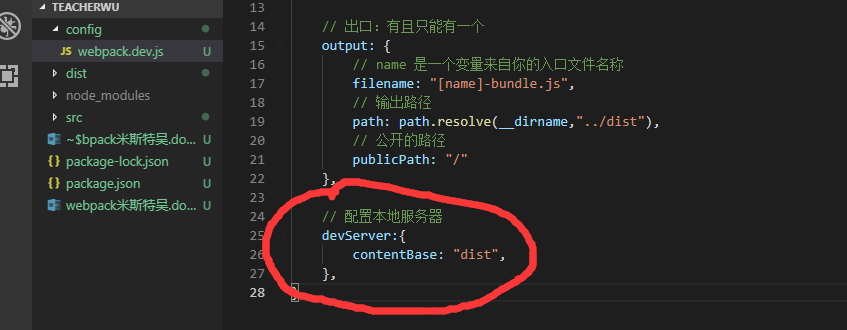 TEACHERWU
config
JS webpack.dev.js U
dist
node_modules
src
~$bpack米斯特吴.do... U
{} package-lock.json U
{} package.json U
webpack米斯特吴.do... U
13
14 // 出口：有且只能有一个
15 output: {
16 // name 是一个变量来自你的入口文件名称
17 filename: "[name]-bundle.js",
18 // 输出路径
19 path: path.resolve(__dirname,"../dist"),
20 // 公开的路径
21 publicPath: "/"
22 },
23
24 // 配置本地服务器
25 devServer:{
26 contentBase: "dist",
27 },
28 }